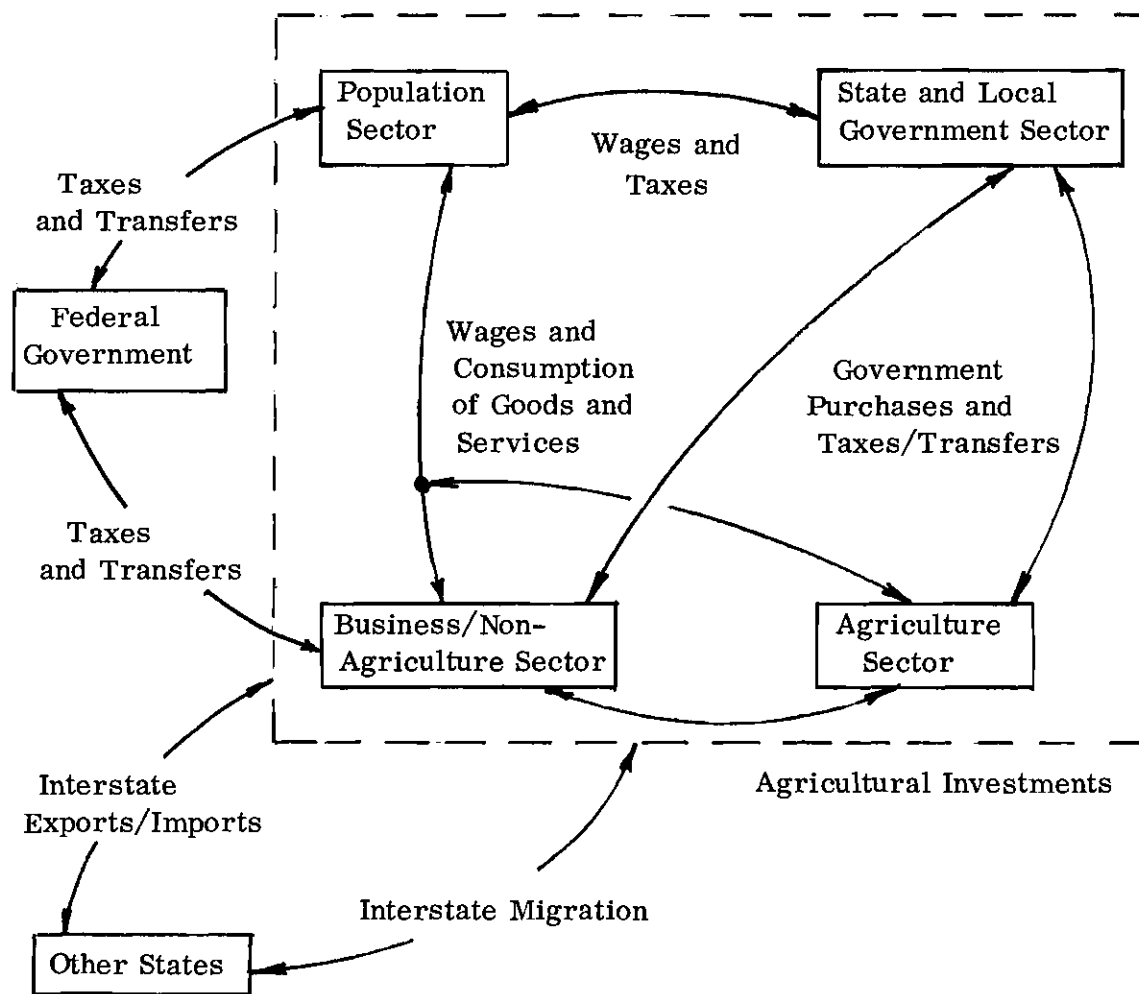 Population
Sector
State and Local
Government Sector
Wages and
Taxes
Taxes
and Transfers
Federal
Government
Wages and
Consumption
of Goods and
Services
Government
Purchases and
Taxes/Transfers
Taxes
and Transfers
Business/Non-
Agriculture Sector
Agriculture
Sector
Interstate
Exports/Imports
Agricultural Investments
Interstate Migration
Other States